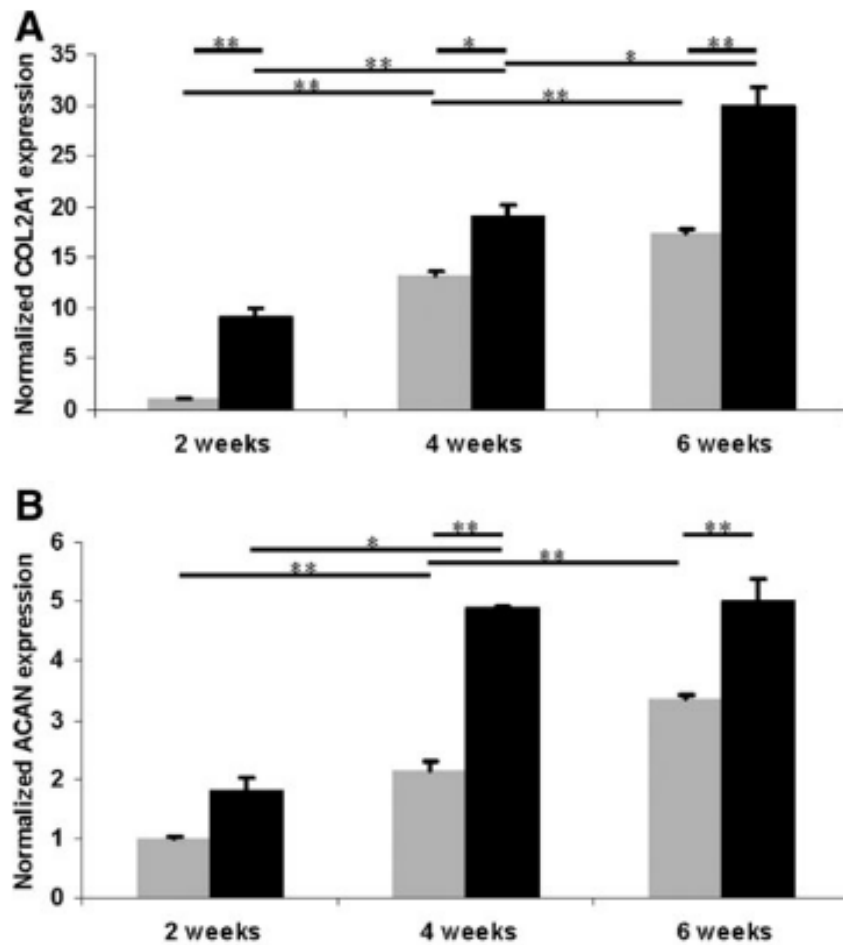 A
** * **
** *
** **
35
30
25
20
15
10
5
0
Normalized COL2A1 expression
2 weeks 4 weeks 6 weeks
B
** **
*
** **
6
5
4
3
2
1
0
Normalized ACAN expression
2 weeks 4 weeks 6 weeks